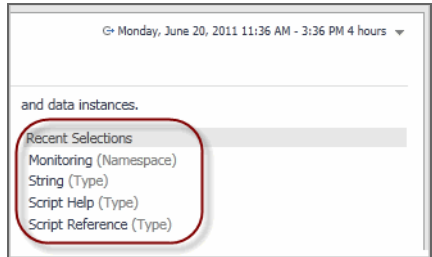 Monday, June 20, 2011 11:36 AM - 3:36 PM 4 hours
and data instances.
Recent Selections
Monitoring (Namespace)
String (Type)
Script Help (Type)
Script Reference (Type)